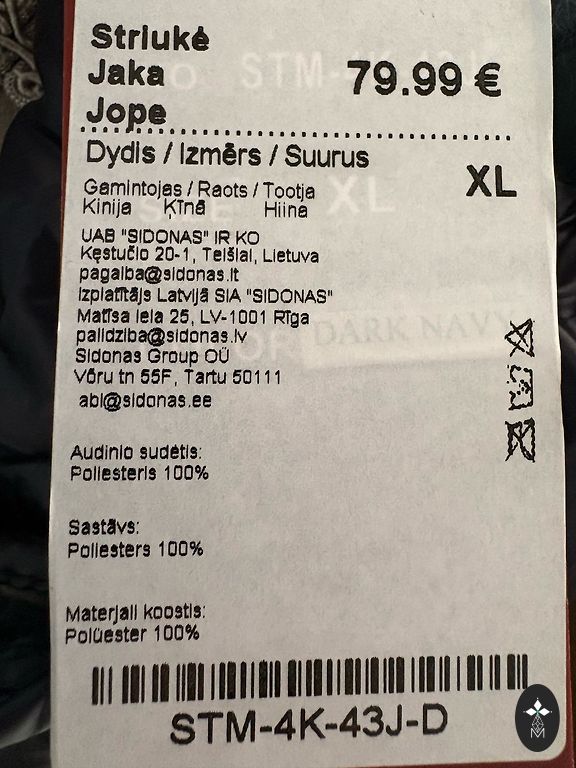 Striukė
Jaka 79.99 €
Jope
Dydis / Izmērs / Suurus XL
Gamintojas / Raots / Tootja
Kinija Ķīnā Hiina
UAB "SIDONAS" IR KO
Kęstučio 20-1, Telšiai, Lietuva
pagalba@sidonas.lt
Izplatītājs Latvijā SIA "SIDONAS"
Matīsa iela 25, LV-1001 Rīga
palidziba@sidonas.lv
Sidonas Group OÜ
Võru tn 55F, Tartu 50111
abi@sidonas.ee
DARK NAVY
Audinio sudėtis:
Poliesteris 100%
Sastāvs:
Poliesters 100%
Materjali koostis:
Polüester 100%
STM-4K-43J-D